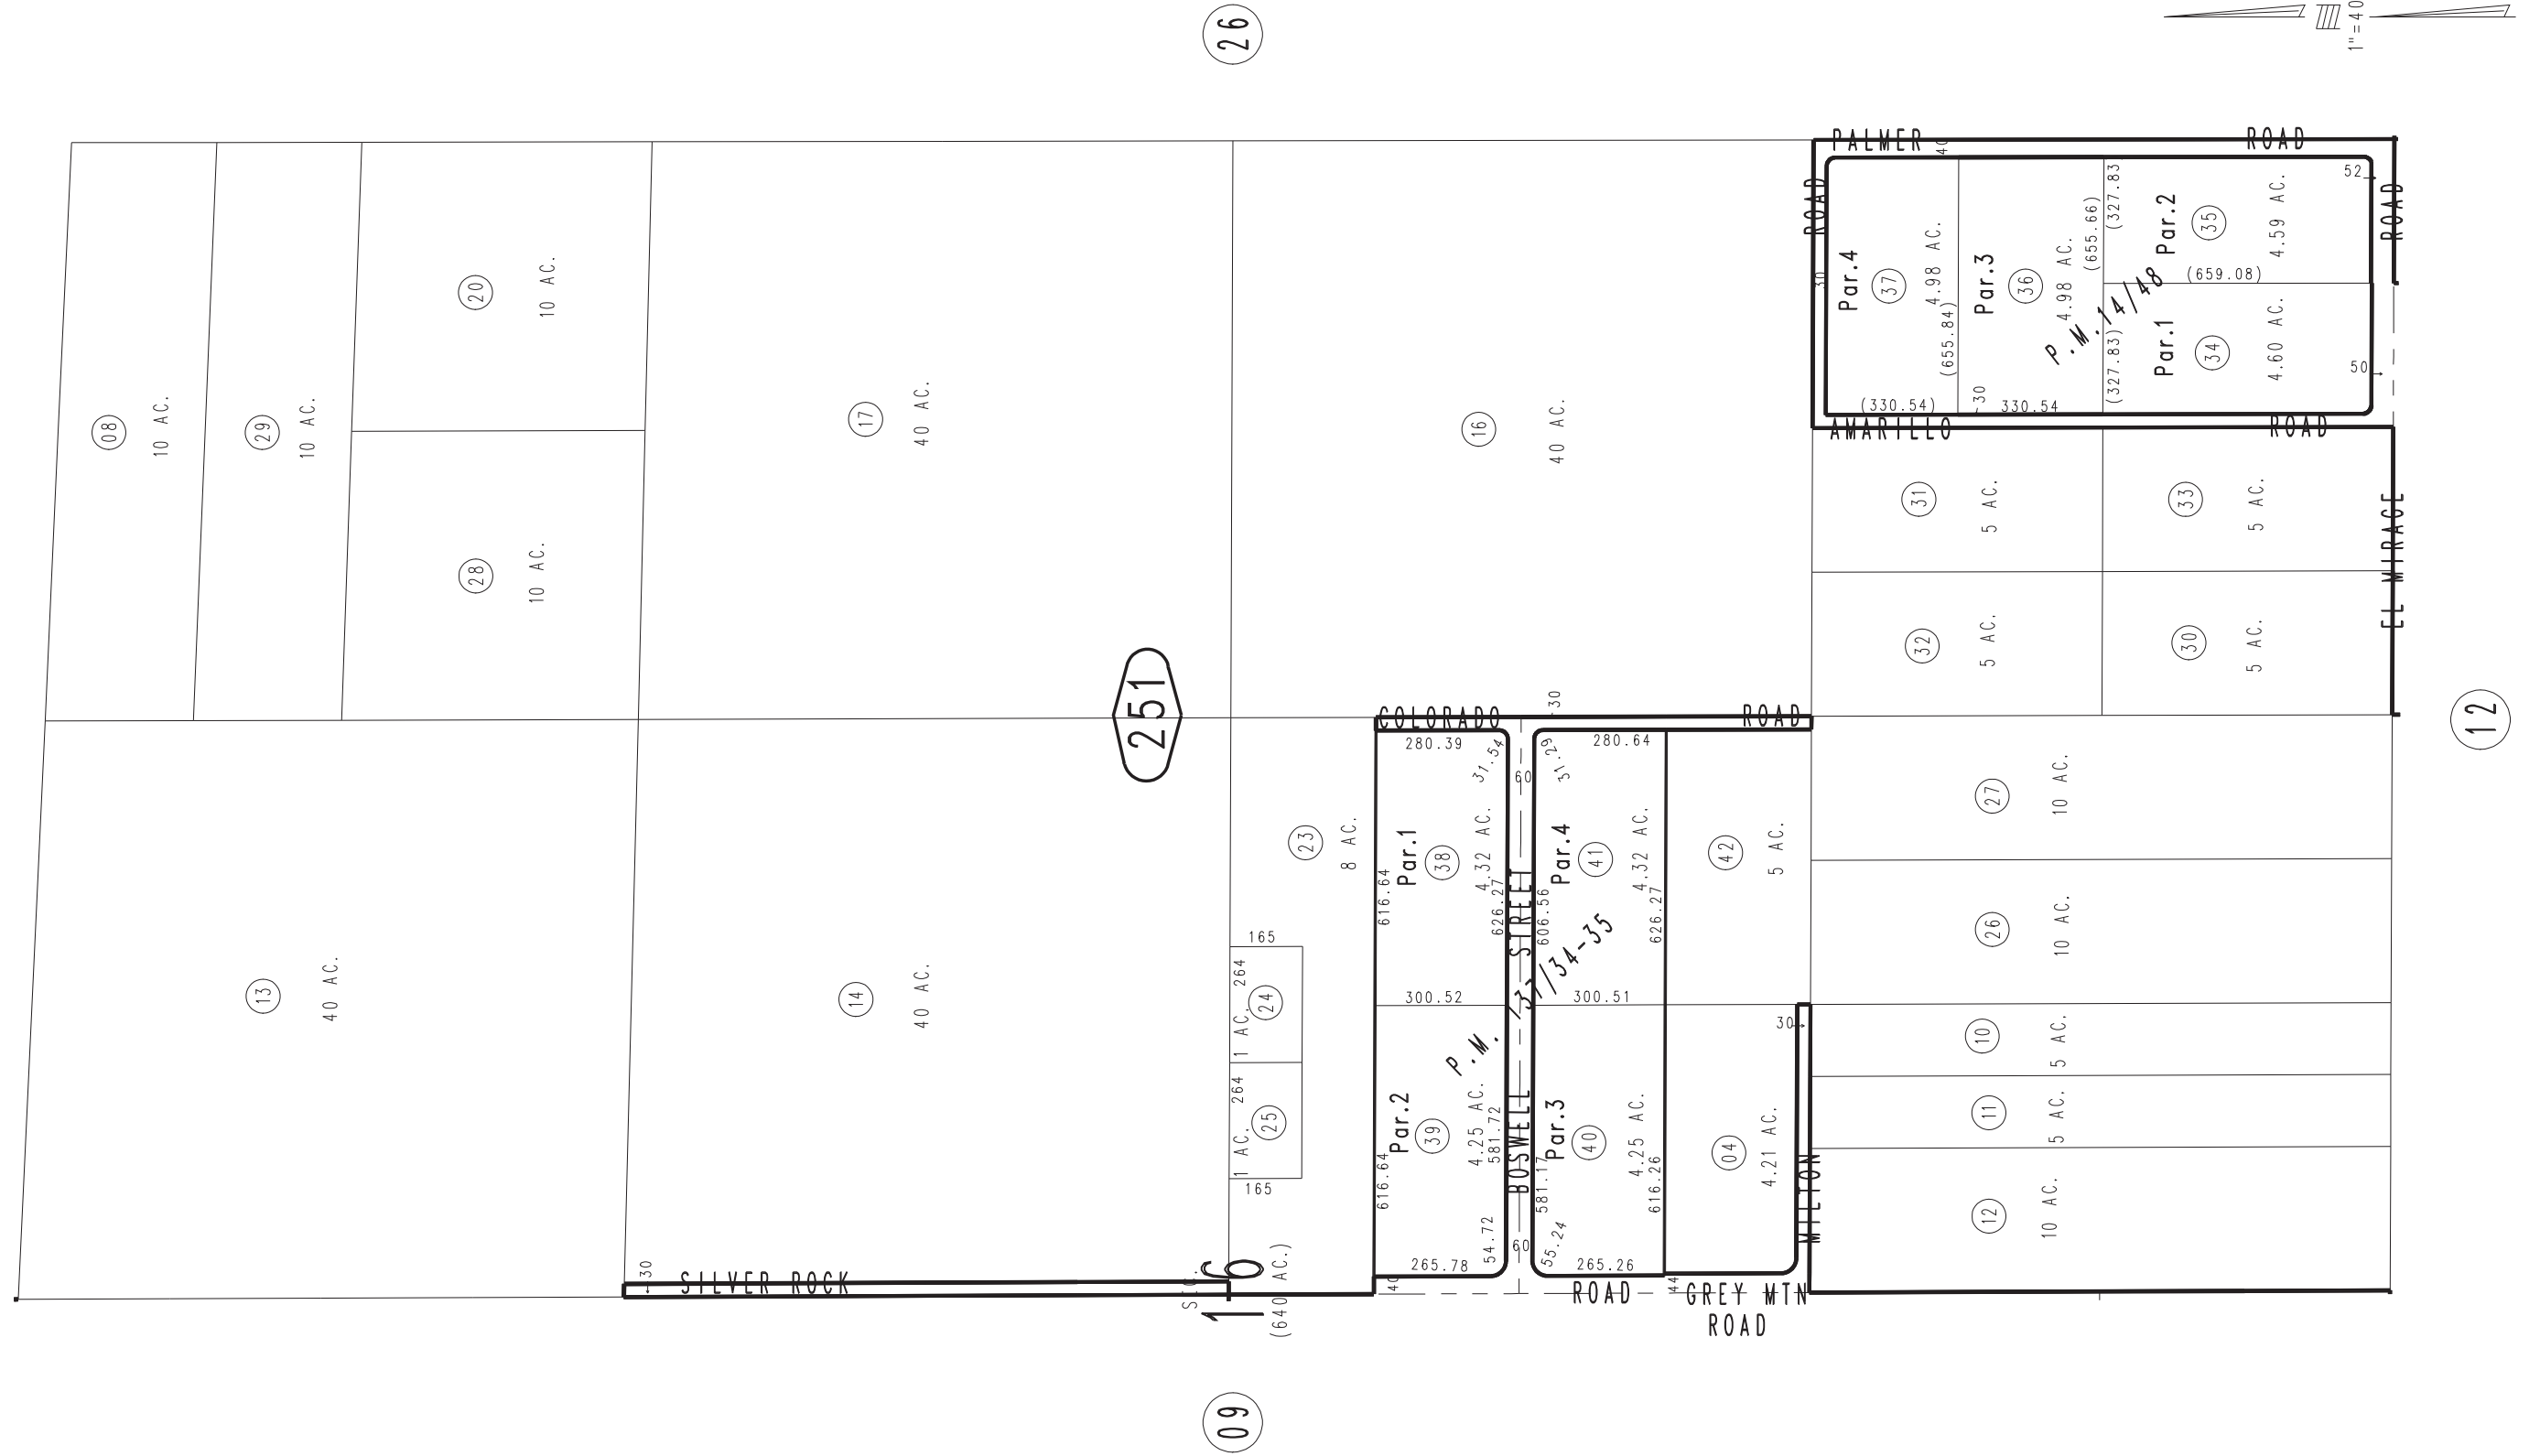 26
1"=40
08
10 AC.
29
10 AC.
20
10 AC.
28
10 AC.
17
40 AC.
16
40 AC.
13
40 AC.
14
40 AC.
251
PALMER ROAD
40
ROAD
30
Par.4
37
4.98 AC.
(655.84)
(330.54)
Par.3
36
4.98 AC.
(655.66)
30
330.54
P.M.14/48
(327.83
Par.2
35
4.59 AC.
52
(659.08)
(327.83)
Par.1
34
4.60 AC.
50
ROAD
AMARILLO ROAD
31
5 AC.
33
5 AC.
32
5 AC.
30
5 AC.
EL MIRAGE
12
COLORADO ROAD
30
23
8 AC.
165
1 AC. 264
24
1 AC. 264
25
165
280.39
31.54
616.64
Par.1
38
4.32 AC.
626.27
300.52
60
BOSWELL STREET
280.64
31.29
606.56
Par.4
41
4.32 AC.
626.27
300.51
42
5 AC.
30
P.M. 137/34-35
616.64
Par.2
39
4.25 AC.
581.72
54.72
265.78
60
581.17
55.24
Par.3
40
4.25 AC.
616.26
265.26
04
4.21 AC.
MILTON
27
10 AC.
26
10 AC.
10
5 AC.
11
5 AC.
12
10 AC.
30
SILVER ROCK
SEC.
16
(640 AC.)
40
ROAD
44
GREY MTN
ROAD
09